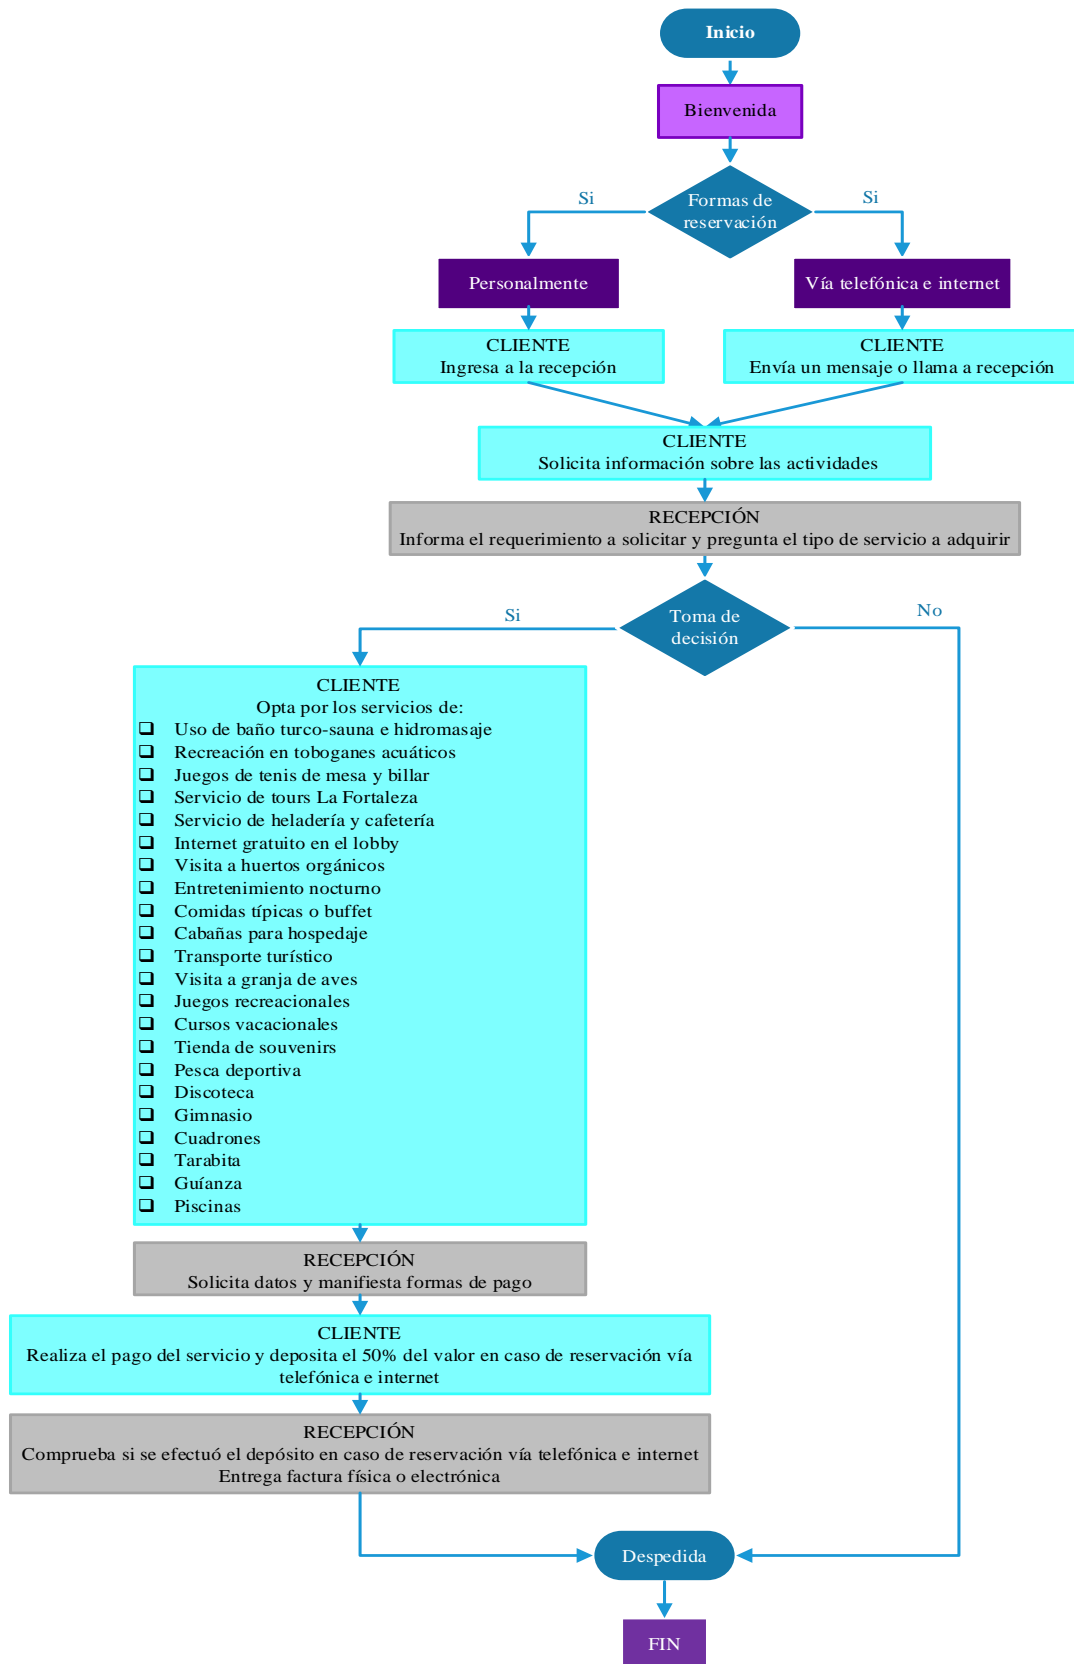 Inicio
Bienvenida
Formas de
reservación
Si
Si
Personalmente
Vía telefónica e internet
CLIENTE
Ingresa a la recepción
CLIENTE
Envía un mensaje o llama a recepción
CLIENTE
Solicita información sobre las actividades
RECEPCIÓN
Informa el requerimiento a solicitar y pregunta el tipo de servicio a adquirir
Toma de
decisión
Si
No
CLIENTE
Opta por los servicios de:
❑ Uso de baño turco-sauna e hidromasaje
❑ Recreación en toboganes acuáticos
❑ Juegos de tenis de mesa y billar
❑ Servicio de tours La Fortaleza
❑ Servicio de heladería y cafetería
❑ Internet gratuito en el lobby
❑ Visita a huertos orgánicos
❑ Entretenimiento nocturno
❑ Comidas típicas o buffet
❑ Cabañas para hospedaje
❑ Transporte turístico
❑ Visita a granja de aves
❑ Juegos recreacionales
❑ Cursos vacacionales
❑ Tienda de souvenirs
❑ Pesca deportiva
❑ Discoteca
❑ Gimnasio
❑ Cuadrones
❑ Tarabita
❑ Guíanza
❑ Piscinas
RECEPCIÓN
Solicita datos y manifiesta formas de pago
CLIENTE
Realiza el pago del servicio y deposita el 50% del valor en caso de reservación vía
telefónica e internet
RECEPCIÓN
Comprueba si se efectuó el depósito en caso de reservación vía telefónica e internet
Entrega factura física o electrónica
Despedida
FIN